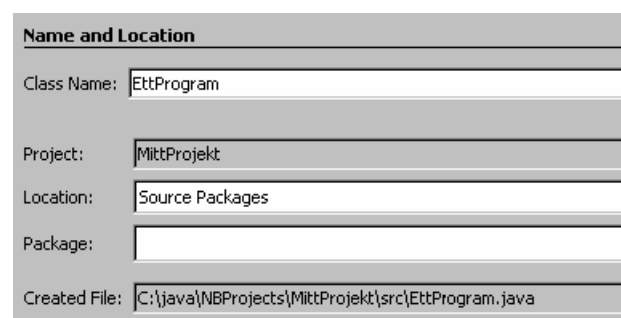 Name and Location
Class Name: EttProgram
Project: MittProjekt
Location: Source Packages
Package:
Created File: C:\java\NBProjects\MittProjekt\src\EttProgram.java